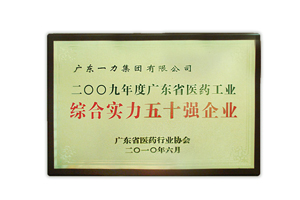 广东一力集团有限公司
二〇〇九年度广东省医药工业
综合实力五十强企业
广东省医药行业协会
二〇一〇年六月